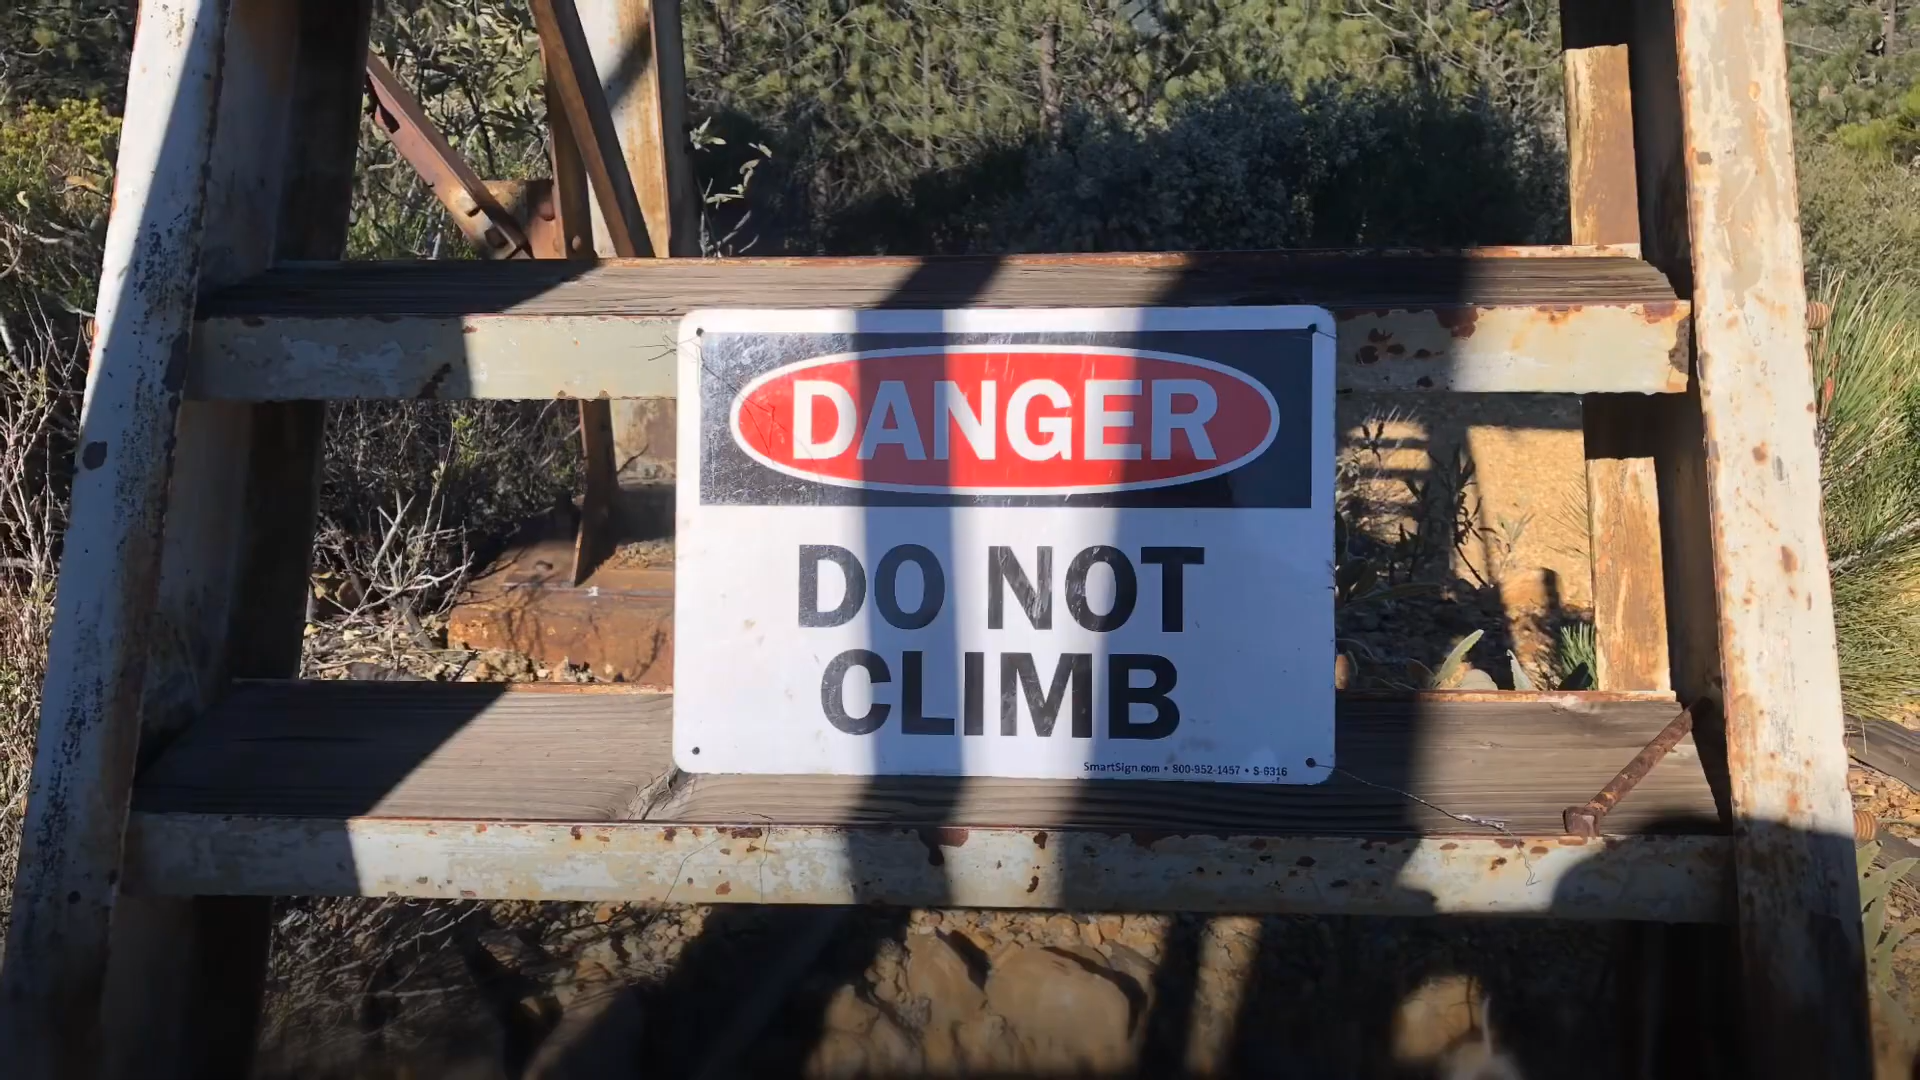 DANGER
DO NOT
CLIMB
SmartSign.com • 800-952-1457 • S-6316